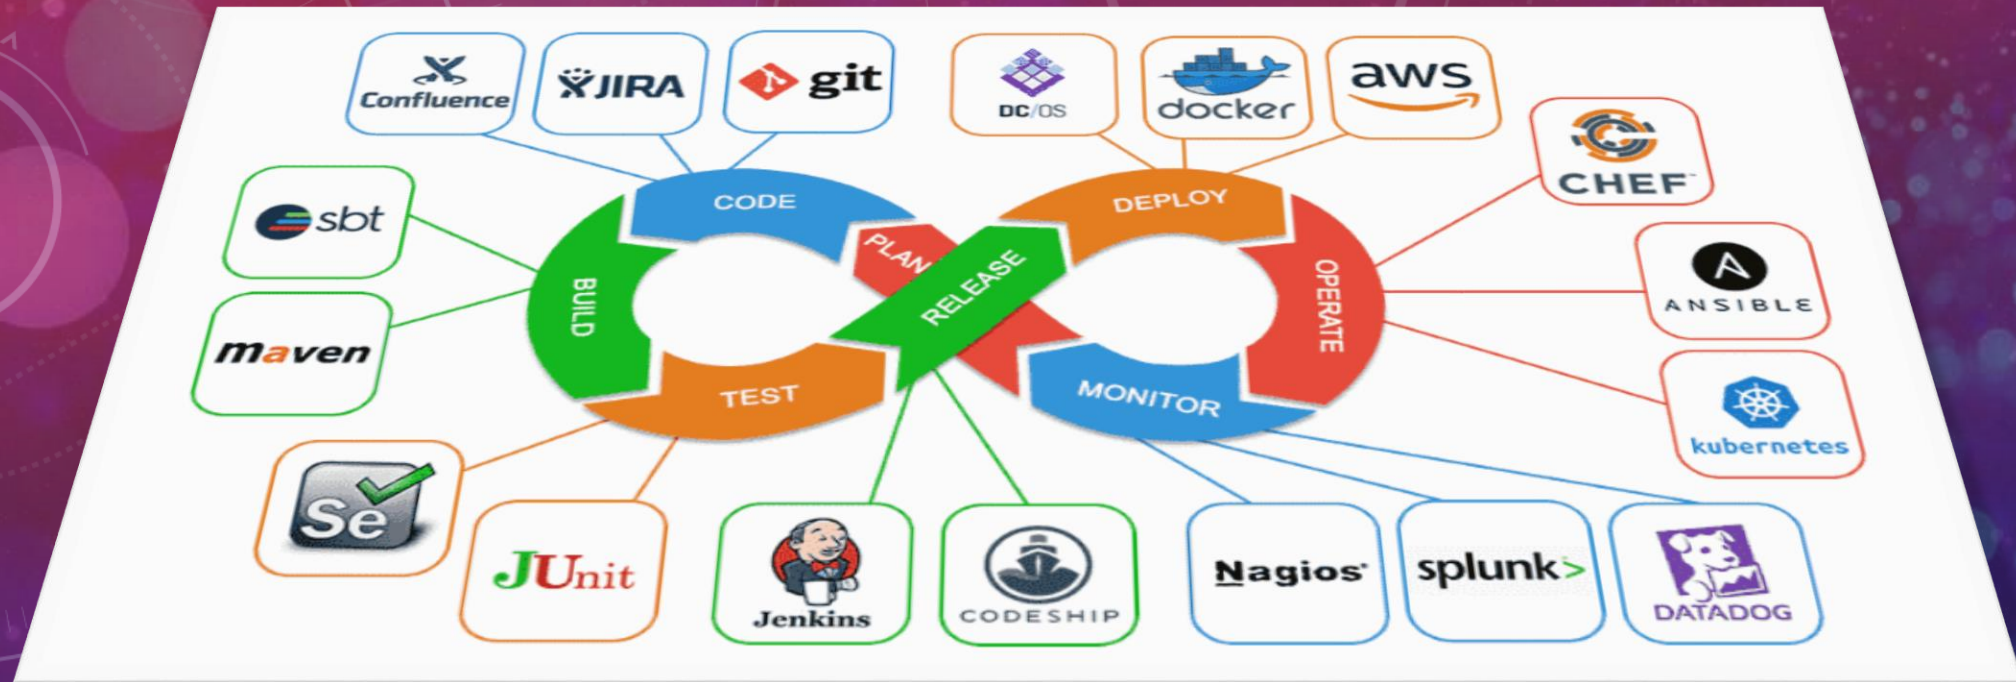 Confluence
JIRA
git
DC/OS
docker
aws
CHEF
sbt
CODE
DEPLOY
PLAN
RELEASE
BUILD
OPERATE
ANSIBLE
maven
TEST
MONITOR
kubernetes
Se
JUnit
Jenkins
CODESHIP
Nagios®
splunk>
DATADOG